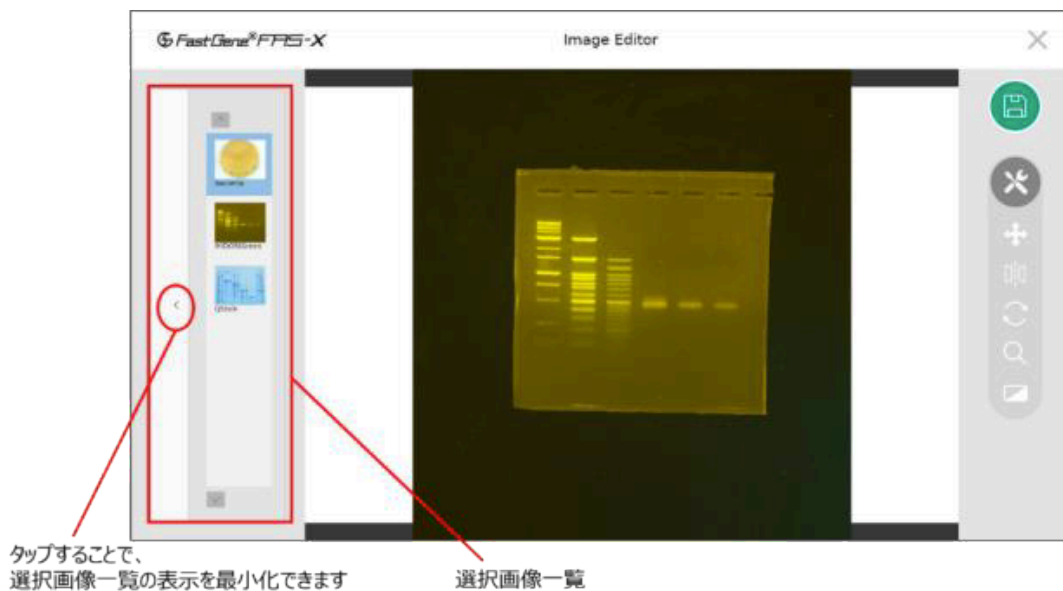 FastGene® FAS-X
Image Editor
タップすることで、
選択画像一覧の表示を最小化できます
選択画像一覧